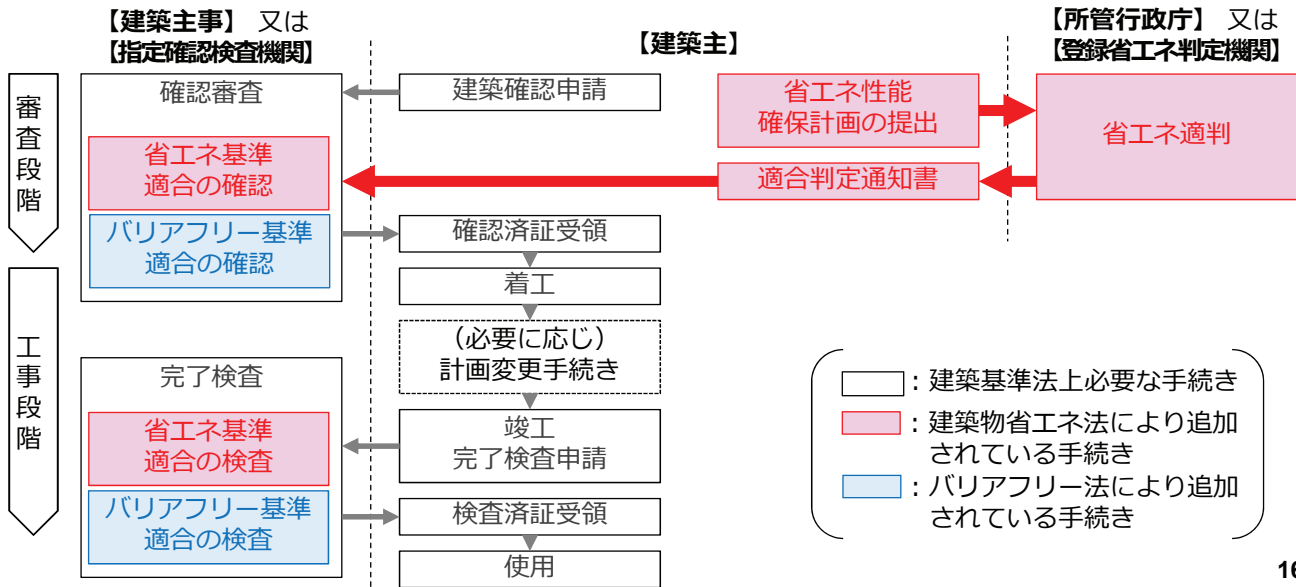 【建築主事】 又は
【指定確認検査機関】
【建築主】
【所管行政庁】 又は
【登録省エネ判定機関】
審査段階
確認審査
建築確認申請
省エネ性能
確保計画の提出
省エネ適判
省エネ基準
適合の確認
適合判定通知書
バリアフリー基準
適合の確認
確認済証受領
着工
工事段階
(必要に応じ)
計画変更手続き
完了検査
省エネ基準
適合の検査
竣工
完了検査申請
バリアフリー基準
適合の検査
検査済証受領
使用
:建築基準法上必要な手続き
:建築物省エネ法により追加
されている手続き
:バリアフリー法により追加
されている手続き
16